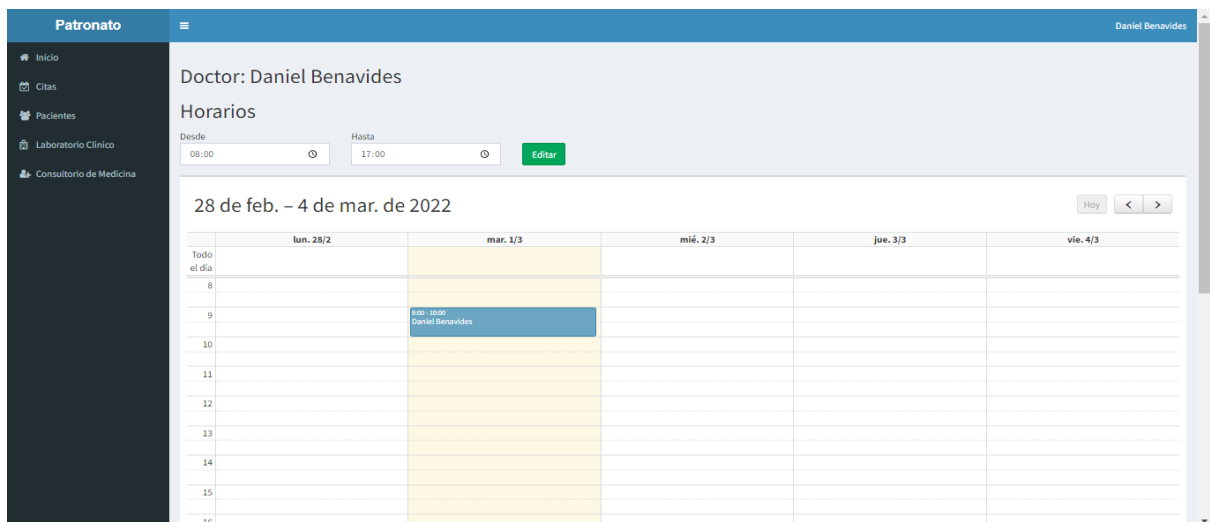 Patronato
Daniel Benavides
Inicio
Citas
Pacientes
Laboratorio Clinico
Consultorio de Medicina
Doctor: Daniel Benavides
Horarios
Desde Hasta
08:00 17:00 Editar
28 de feb. – 4 de mar. de 2022 Hoy
lun. 28/2 mar. 1/3 mié. 2/3 jue. 3/3 vie. 4/3
Todo
el día
8
9
9:00 - 10:00
Daniel Benavides
10
11
12
13
14
15
16